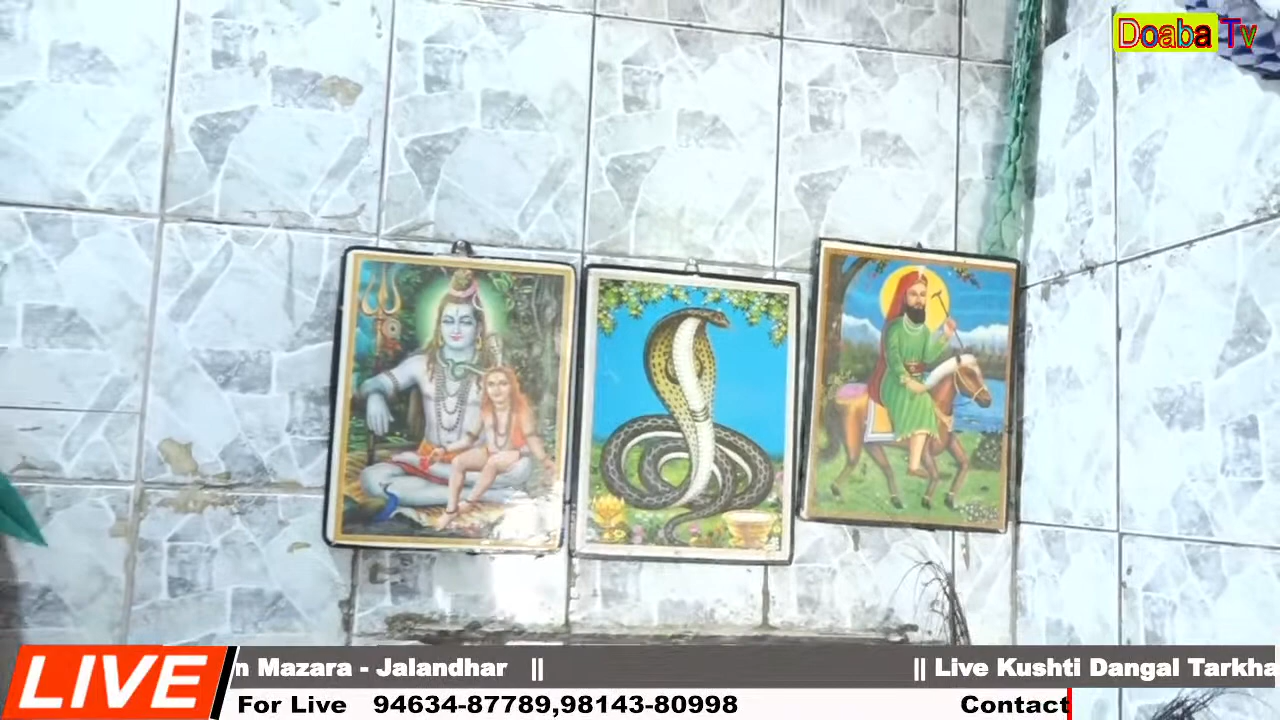 Doaba Tv
n Mazara - Jalandhar || || Live Kushti Dangal Tarkha
LIVE
For Live 94634-87789,98143-80998 Contact